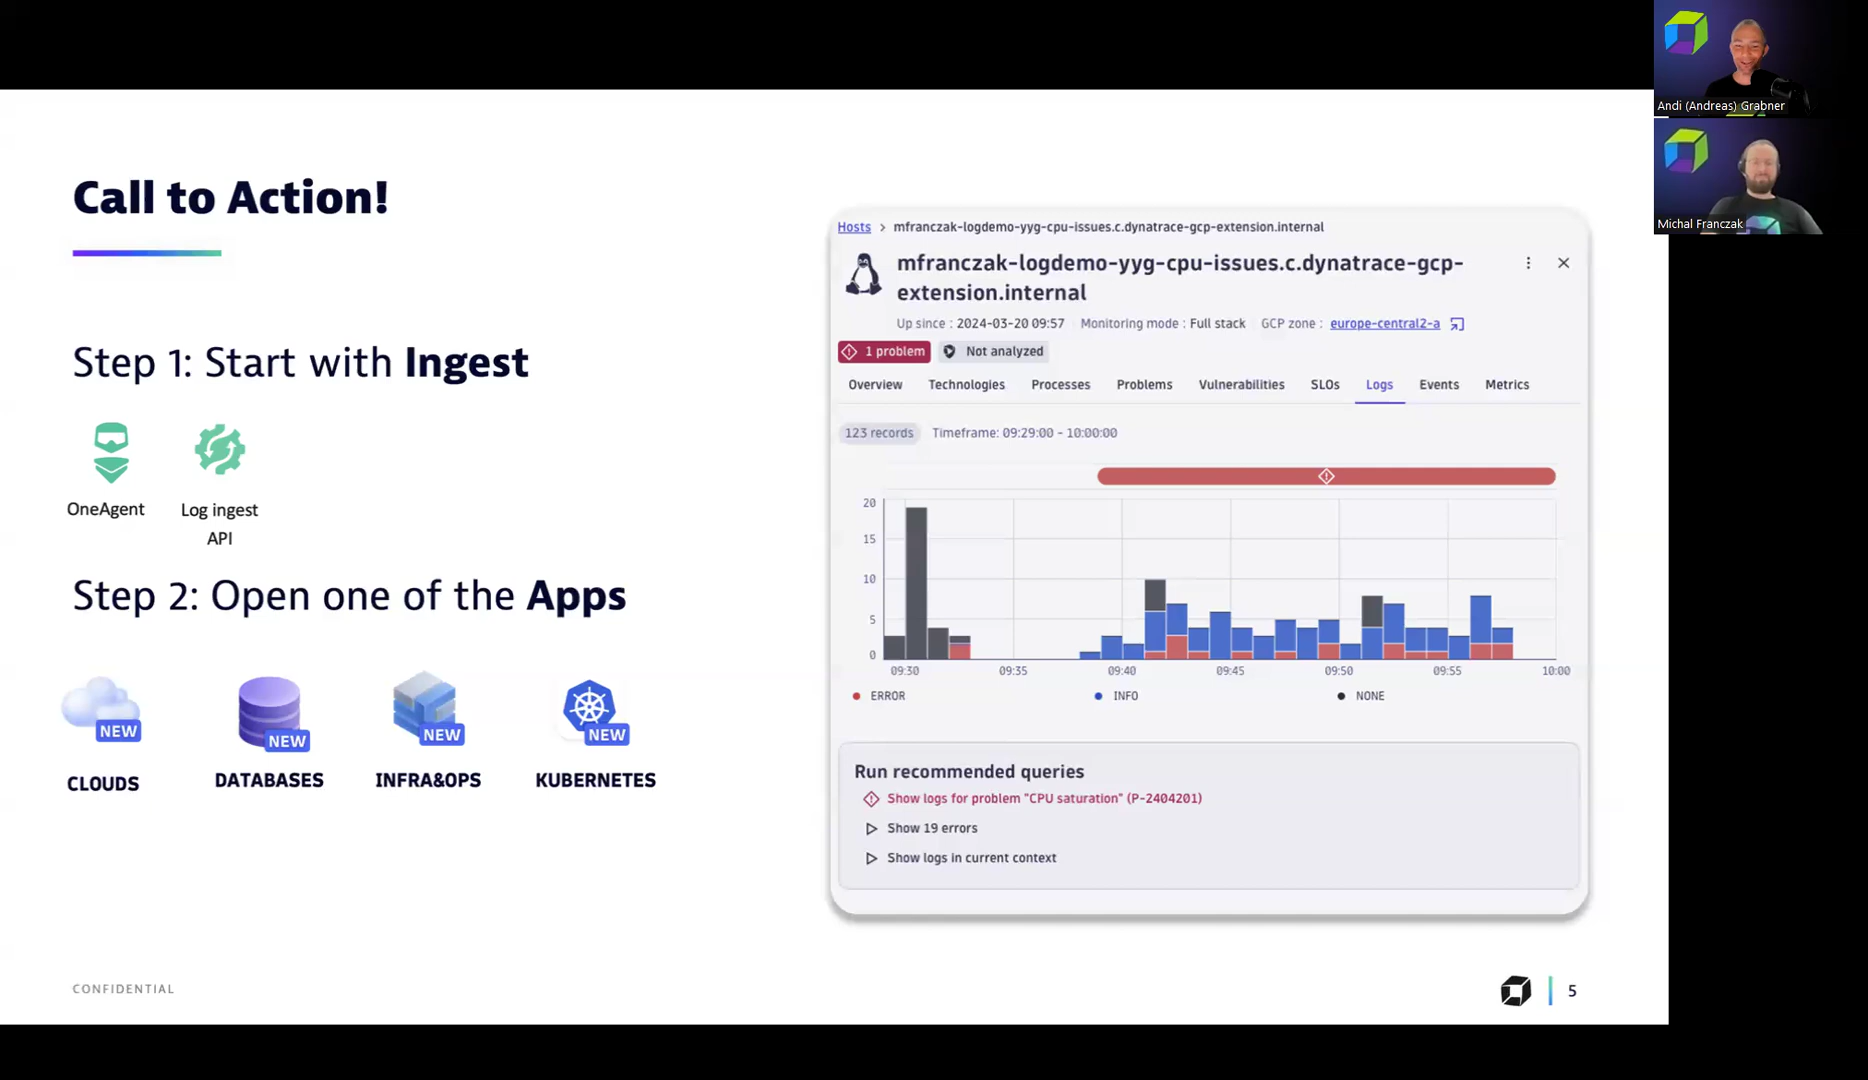 Andi (Andreas) Grabner
Michal Franczak
Call to Action!
Step 1: Start with Ingest
OneAgent
Log ingest
API
Step 2: Open one of the Apps
NEW
NEW
NEW
NEW
CLOUDS
DATABASES
INFRA&OPS
KUBERNETES
Hosts > mfranczak-logdemo-yyg-cpu-issues.c.dynatrace-gcp-extension.internal
mfranczak-logdemo-yyg-cpu-issues.c.dynatrace-gcp-
extension.internal
Up since : 2024-03-20 09:57 Monitoring mode : Full stack GCP zone : europe-central2-a
1 problem Not analyzed
Overview Technologies Processes Problems Vulnerabilities SLOs Logs Events Metrics
123 records Timeframe: 09:29:00 - 10:00:00
20
15
10
5
0
09:30 09:35 09:40 09:45 09:50 09:55 10:00
ERROR INFO NONE
Run recommended queries
Show logs for problem "CPU saturation" (P-2404201)
Show 19 errors
Show logs in current context
CONFIDENTIAL
5